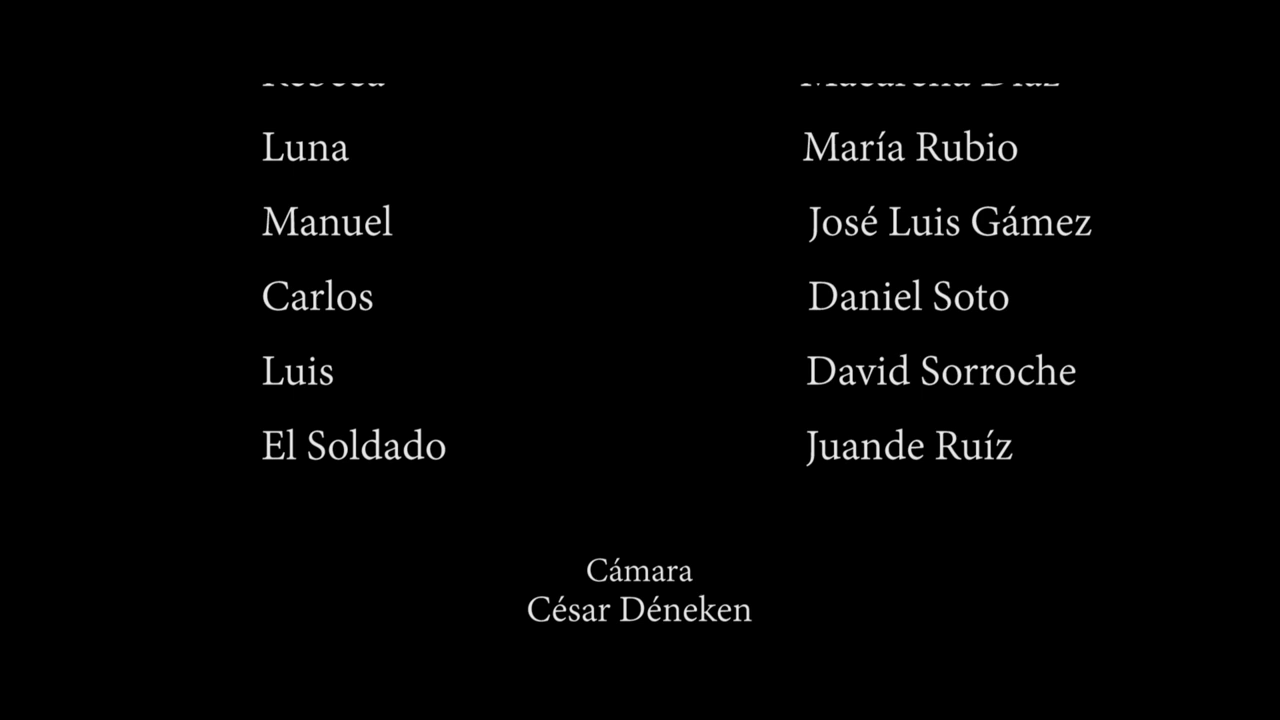 Luna María Rubio
Manuel José Luis Gámez
Carlos Daniel Soto
Luis David Sorroche
El Soldado Juande Ruíz
Cámara
César Déneken